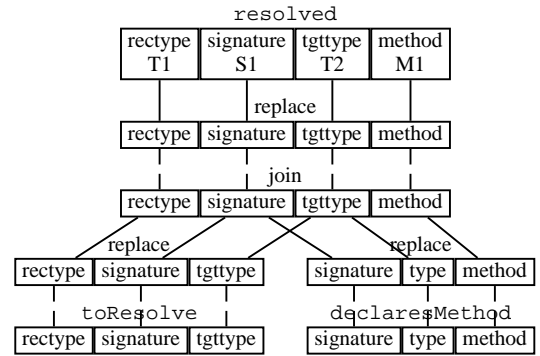 resolved
rectype signature tgttype method
T1 S1 T2 M1
replace
rectype signature tgttype method
join
rectype signature tgttype method
replace replace
rectype signature tgttype signature type method
toResolve declaresMethod
rectype signature tgttype signature type method